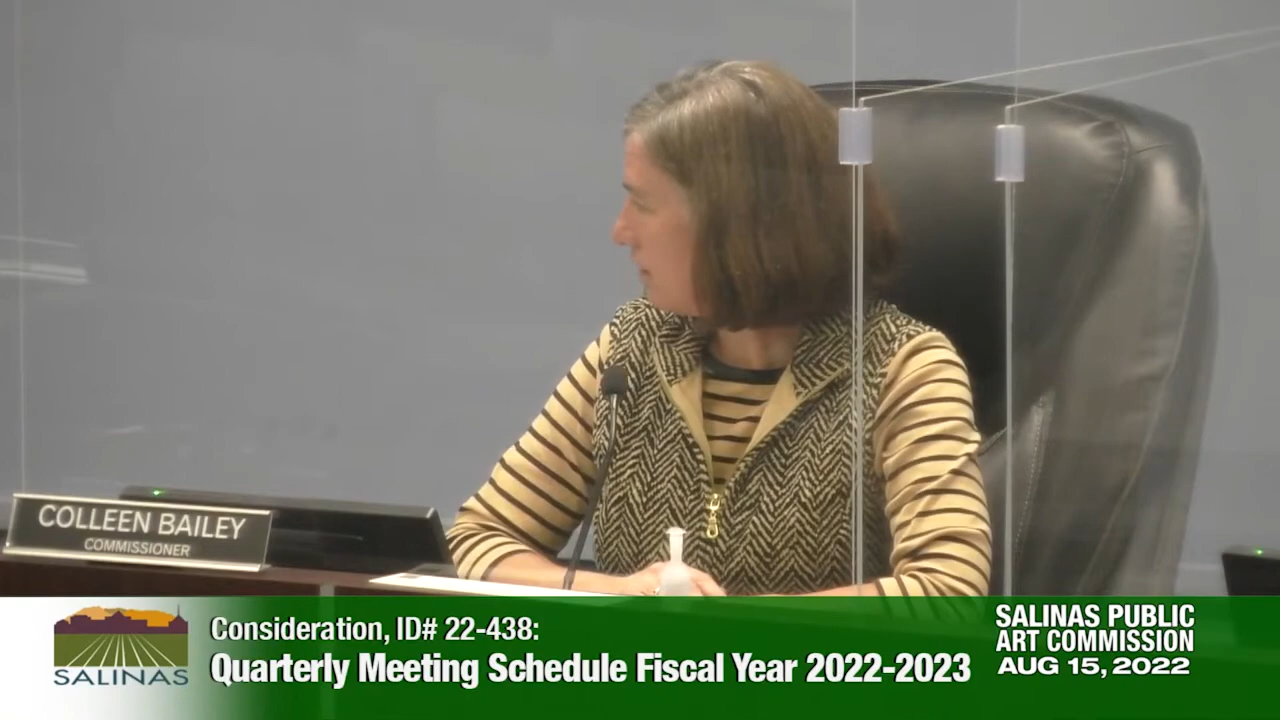 COLLEEN BAILEY
COMMISSIONER
SALINAS
Consideration, ID# 22-438:
Quarterly Meeting Schedule Fiscal Year 2022-2023
SALINAS PUBLIC
ART COMMISSION
AUG 15, 2022